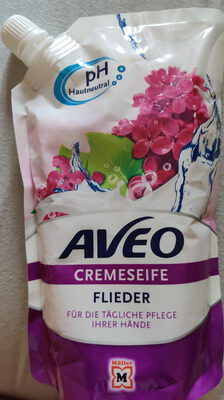 pH
Hautneutral
AVEO
CREMESEIFE
FLIEDER
FÜR DIE TÄGLICHE PFLEGE
IHRER HÄNDE
Müller
M